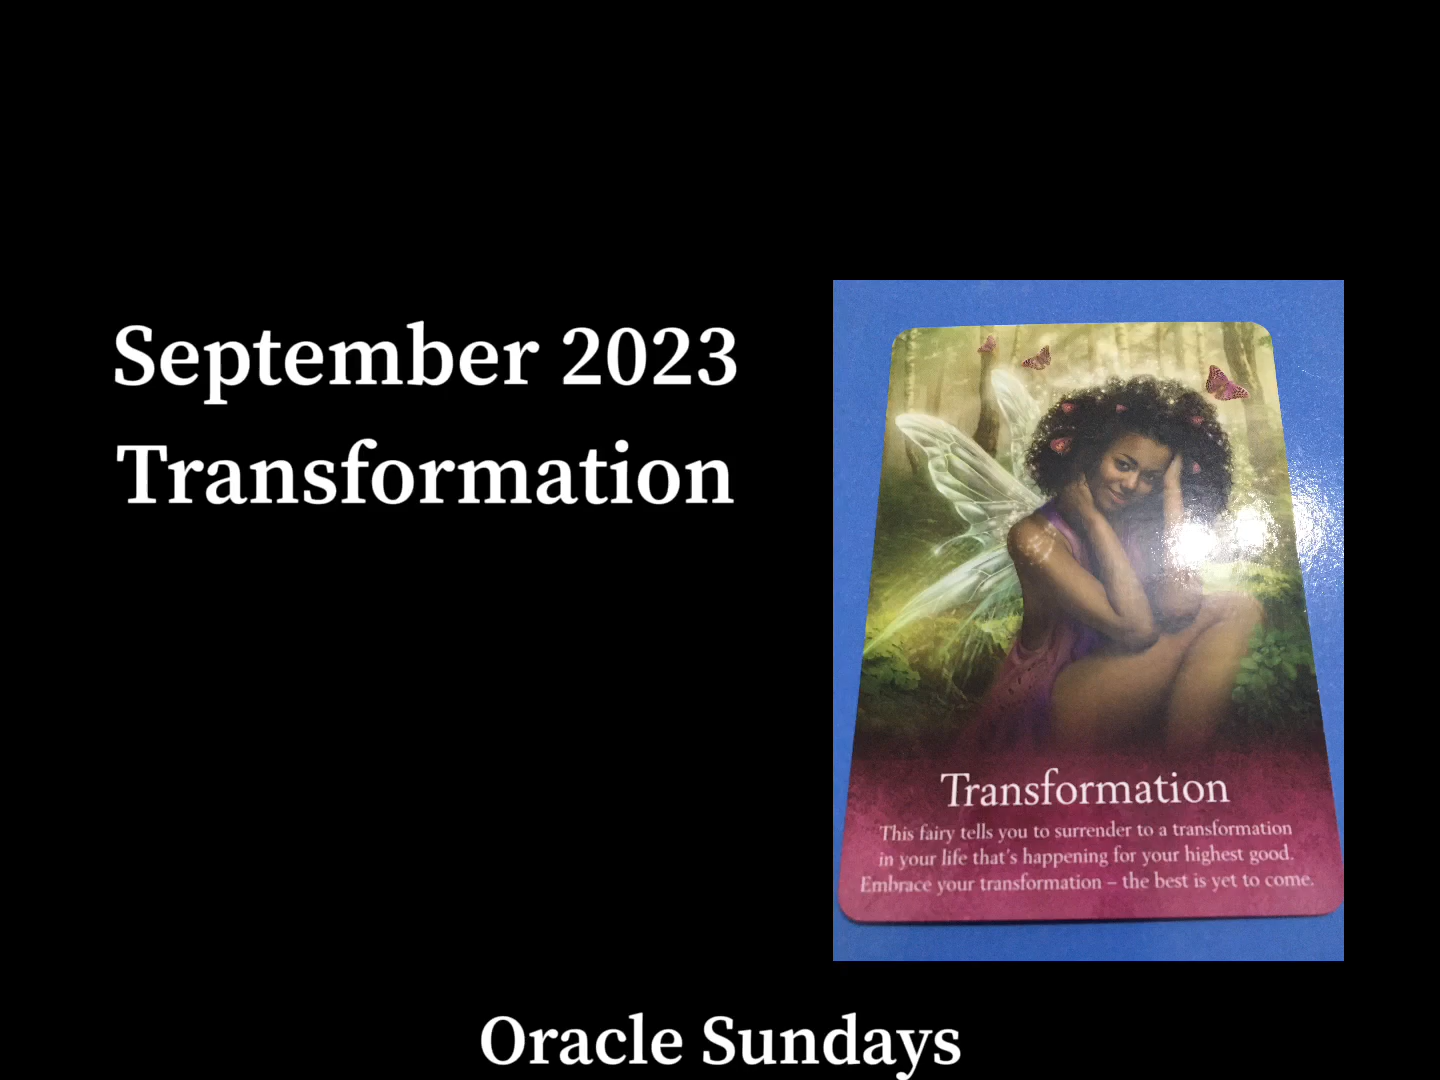 September 2023
Transformation
Transformation
This fairy tells you to surrender to a transformation
in your life that's happening for your highest good.
Embrace your transformation – the best is yet to come.
Oracle Sundays